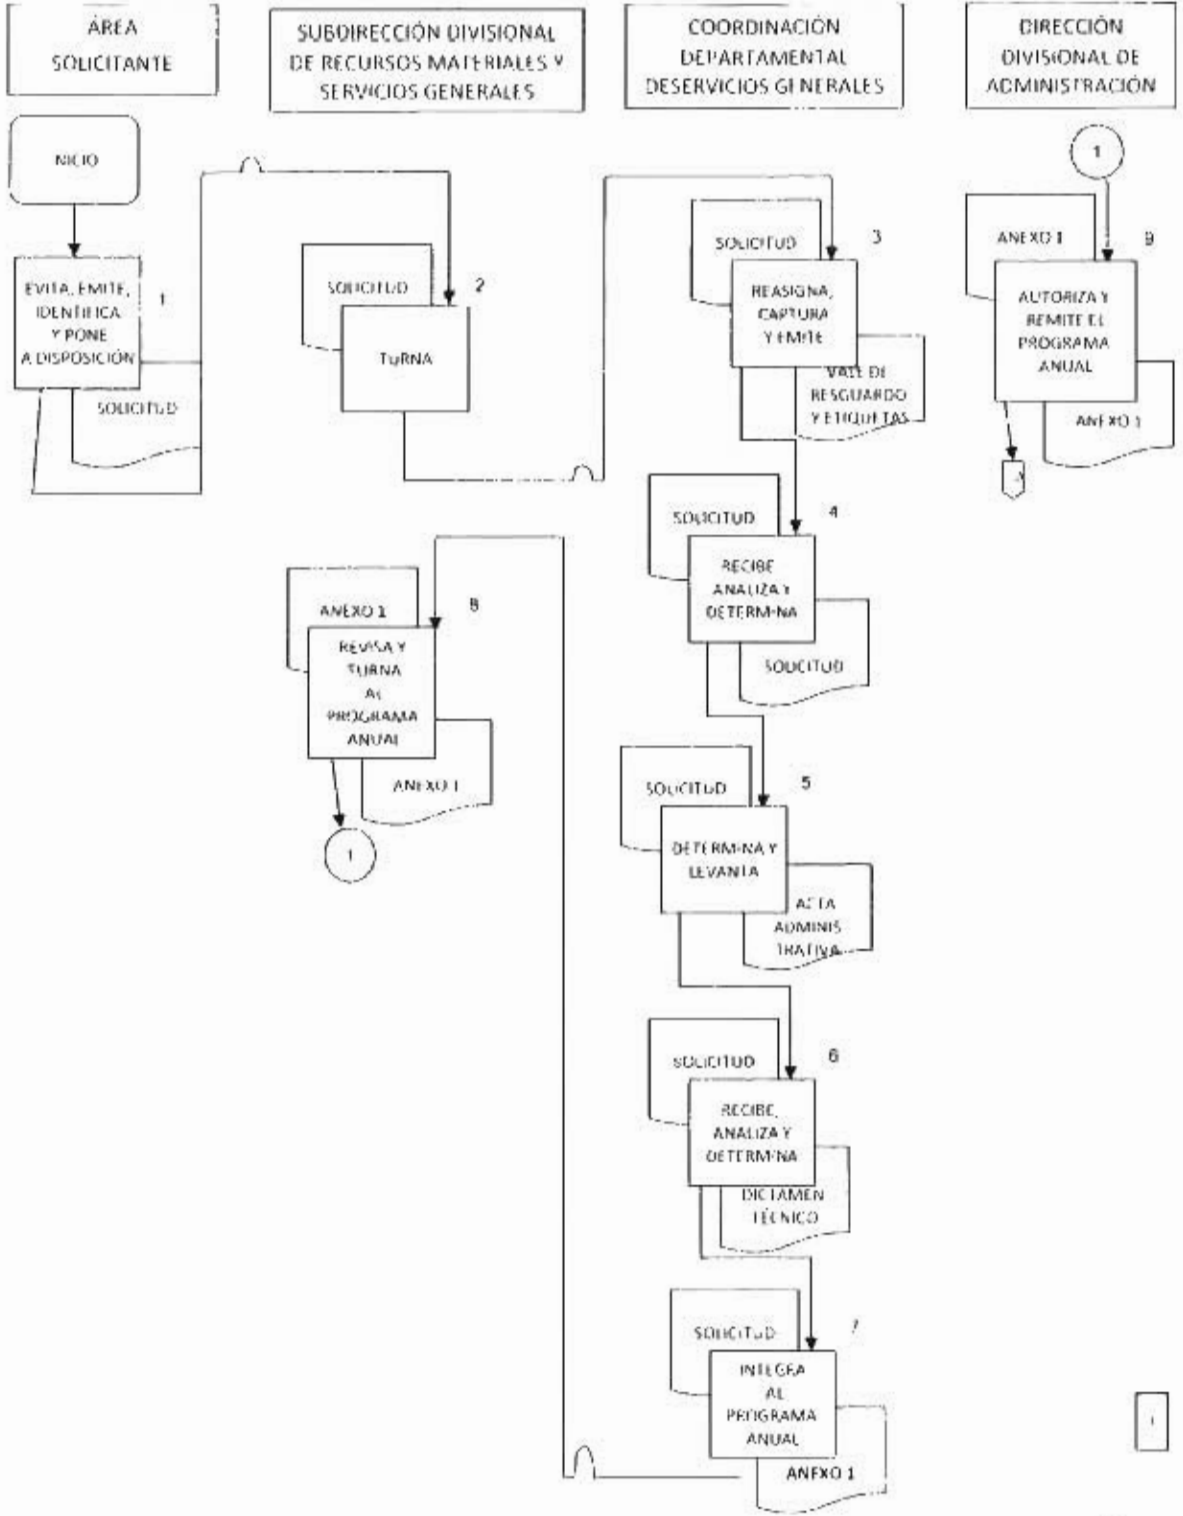 ÁREA
SOLICITANTE
SUBDIRECCIÓN DIVISIONAL
DE RECURSOS MATERIALES Y
SERVICIOS GENERALES
COORDINACIÓN
DEPARTAMENTAL
DESERVICIOS GENERALES
DIRECCIÓN
DIVISIONAL DE
ADMINISTRACIÓN
INICIO
EVITA, EMITE,
IDENTIFICA
Y PONE
A DISPOSICIÓN
1
SOLICITUD
SOLICITUD
2
TURNA
SOLICITUD
3
REASIGNA,
CAPTURA
Y EMITE
VALE DE
RESGUARDO
Y ETIQUETAS
SOLICITUD
4
RECIBE
ANALIZA Y
DETERMINA
SOLICITUD
SOLICITUD
5
DETERMINA Y
LEVANTA
ACTA
ADMINIS
TRATIVA
SOLICITUD
6
RECIBE,
ANALIZA Y
DETERMINA
DICTAMEN
TÉCNICO
SOLICITUD
7
INTEGRA
AL
PROGRAMA
ANUAL
ANEXO 1
ANEXO 1
8
REVISA Y
TURNA
AL
PROGRAMA
ANUAL
ANEXO 1
1
1
ANEXO 1
9
AUTORIZA Y
REMITE EL
PROGRAMA
ANUAL
ANEXO 1
A